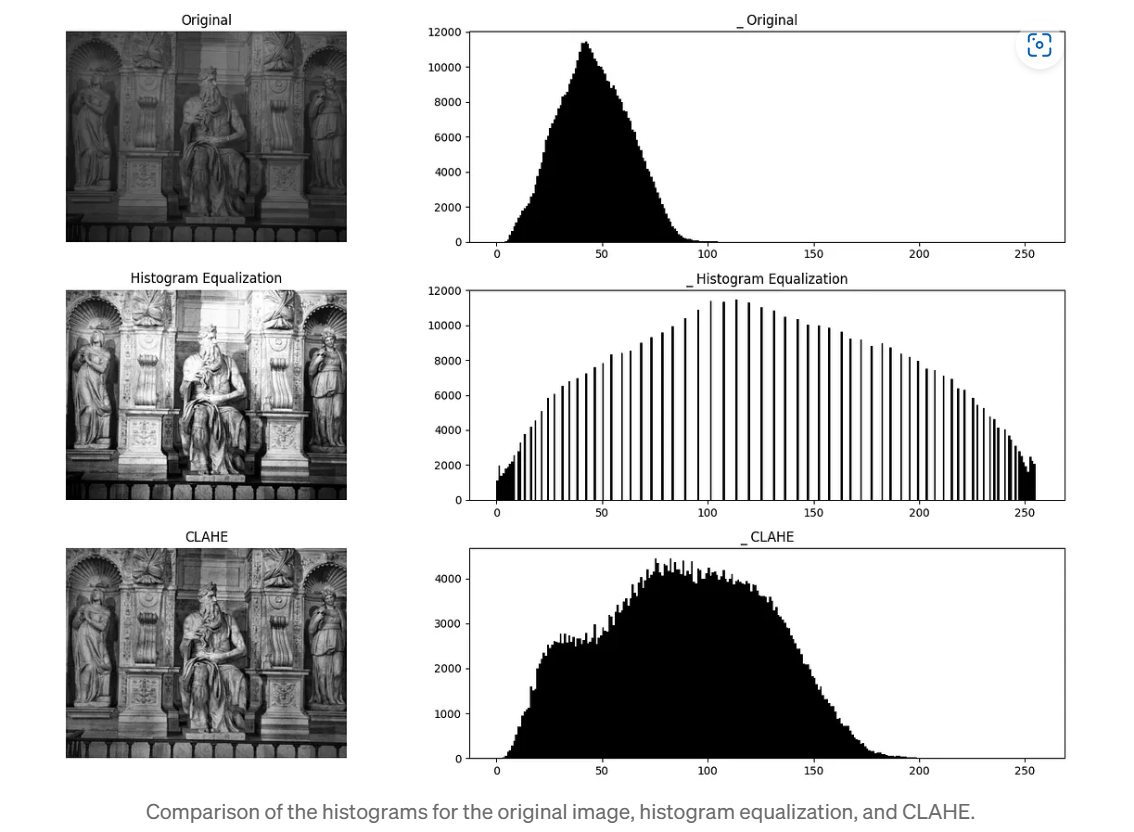 Original
_ Original
12000
10000
8000
6000
4000
2000
0
0 50 100 150 200 250
Histogram Equalization
_ Histogram Equalization
12000
10000
8000
6000
4000
2000
0
0 50 100 150 200 250
CLAHE
_ CLAHE
4000
3000
2000
1000
0
0 50 100 150 200 250
Comparison of the histograms for the original image, histogram equalization, and CLAHE.